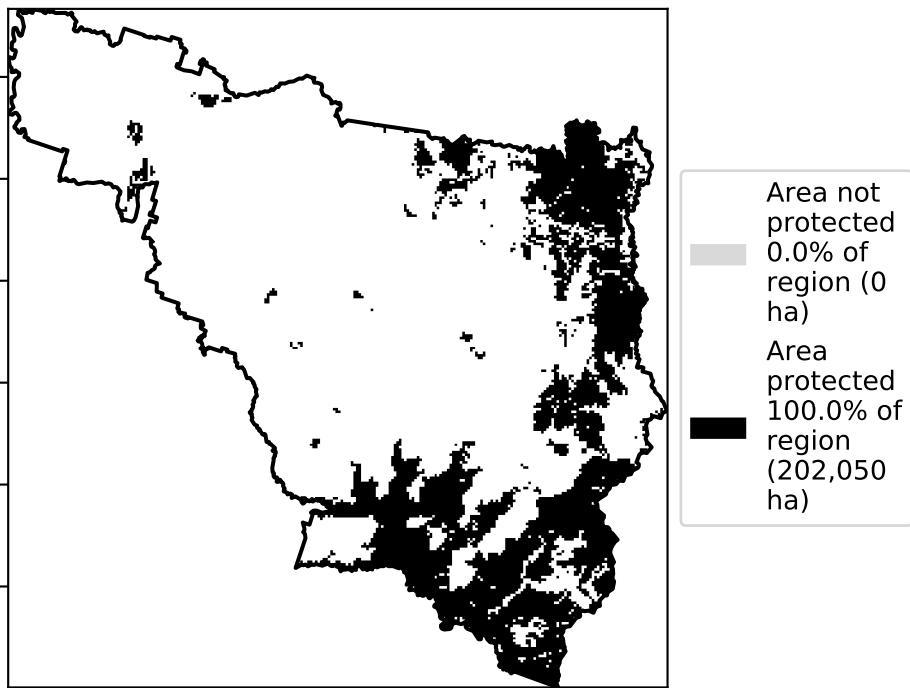 Area not
protected
0.0% of
region (0
ha)
Area
protected
100.0% of
region
(202,050
ha)